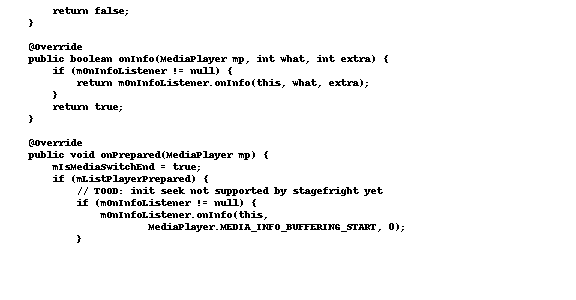 return false;
}
@Override
public boolean onInfo(MediaPlayer mp, int what, int extra) {
if (mOnInfoListener != null) {
return mOnInfoListener.onInfo(this, what, extra);
}
return true;
}
@Override
public void onPrepared(MediaPlayer mp) {
mIsMediaSwitchEnd = true;
if (mListPlayerPrepared) {
// TOOD: init seek not supported by stagefright yet
if (mOnInfoListener != null) {
mOnInfoListener.onInfo(this,
MediaPlayer.MEDIA_INFO_BUFFERING_START, 0);
}